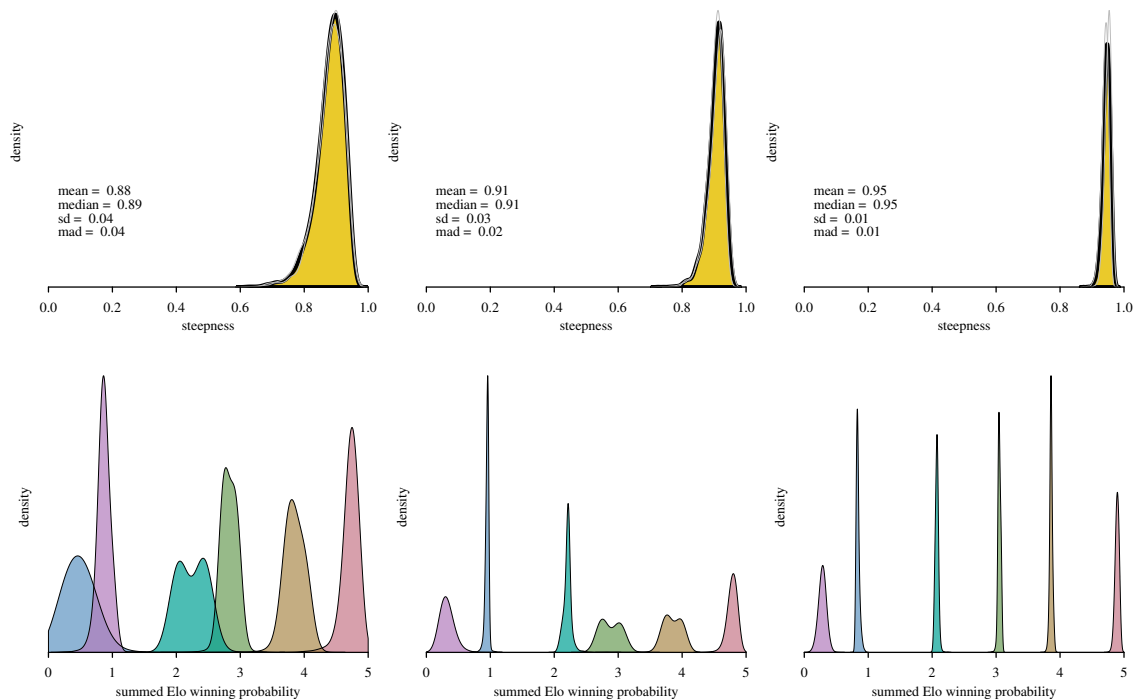 density
mean = 0.88
median = 0.89
sd = 0.04
mad = 0.04
0.0 0.2 0.4 0.6 0.8 1.0
steepness
density
mean = 0.91
median = 0.91
sd = 0.03
mad = 0.02
0.0 0.2 0.4 0.6 0.8 1.0
steepness
density
mean = 0.95
median = 0.95
sd = 0.01
mad = 0.01
0.0 0.2 0.4 0.6 0.8 1.0
steepness
density
0 1 2 3 4 5
summed Elo winning probability
density
0 1 2 3 4 5
summed Elo winning probability
density
0 1 2 3 4 5
summed Elo winning probability